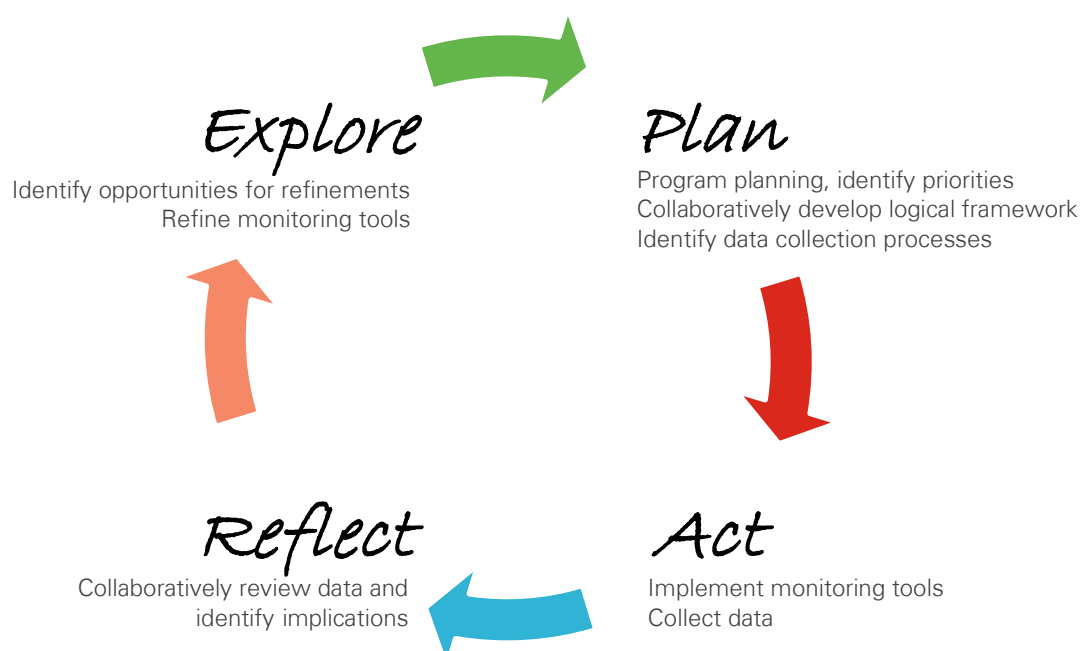 Explore
Identify opportunities for refinements
Refine monitoring tools
Plan
Program planning, identify priorities
Collaboratively develop logical framework
Identify data collection processes
Act
Implement monitoring tools
Collect data
Reflect
Collaboratively review data and
identify implications